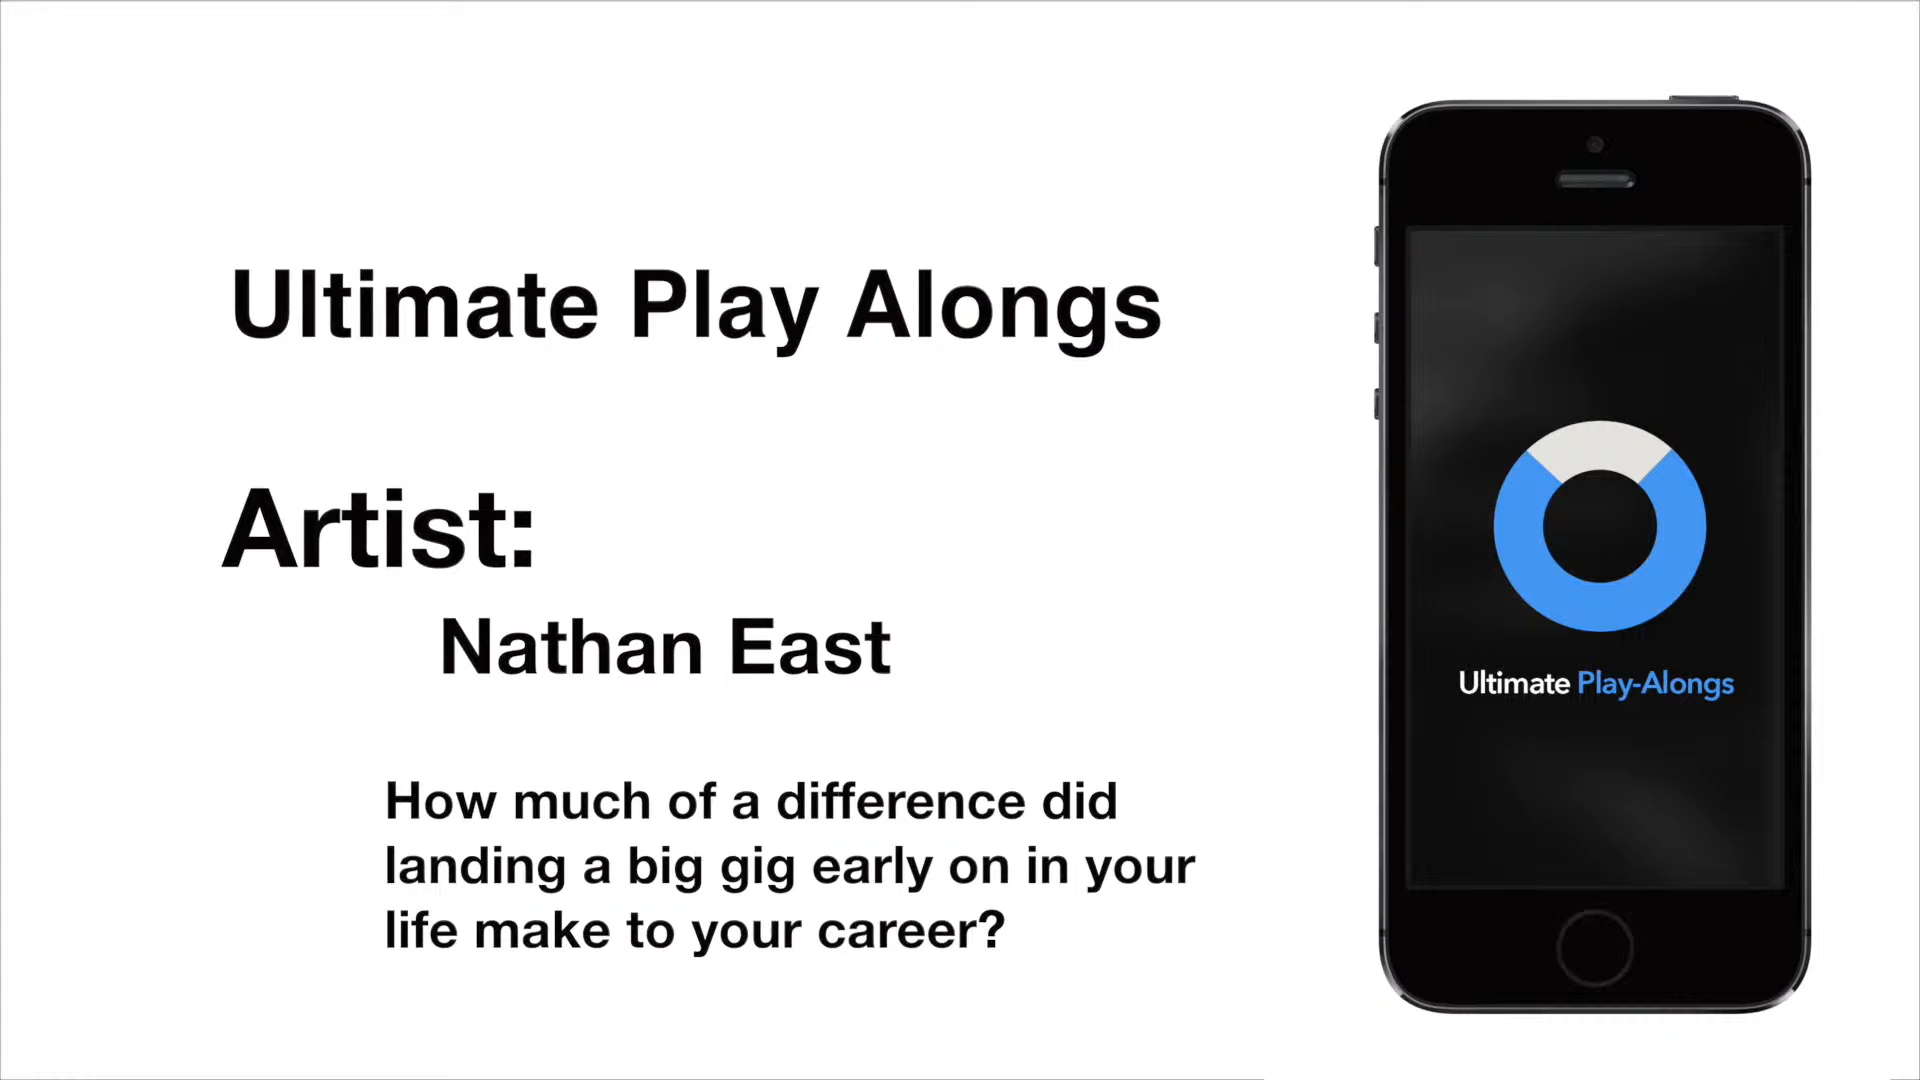 Ultimate Play Alongs
Artist:
Nathan East
How much of a difference did
landing a big gig early on in your
life make to your career?
Ultimate Play-Alongs